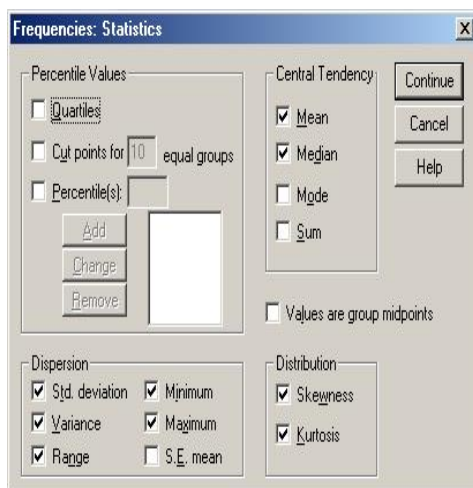 Frequencies: Statistics
Percentile Values
Quartiles
Cut points for 10 equal groups
Percentile(s):
Add
Change
Remove
Central Tendency
Mean
Median
Mode
Sum
Continue
Cancel
Help
Values are group midpoints
Dispersion
Std. deviation
Minimum
Variance
Maximum
Range
S.E. mean
Distribution
Skewness
Kurtosis